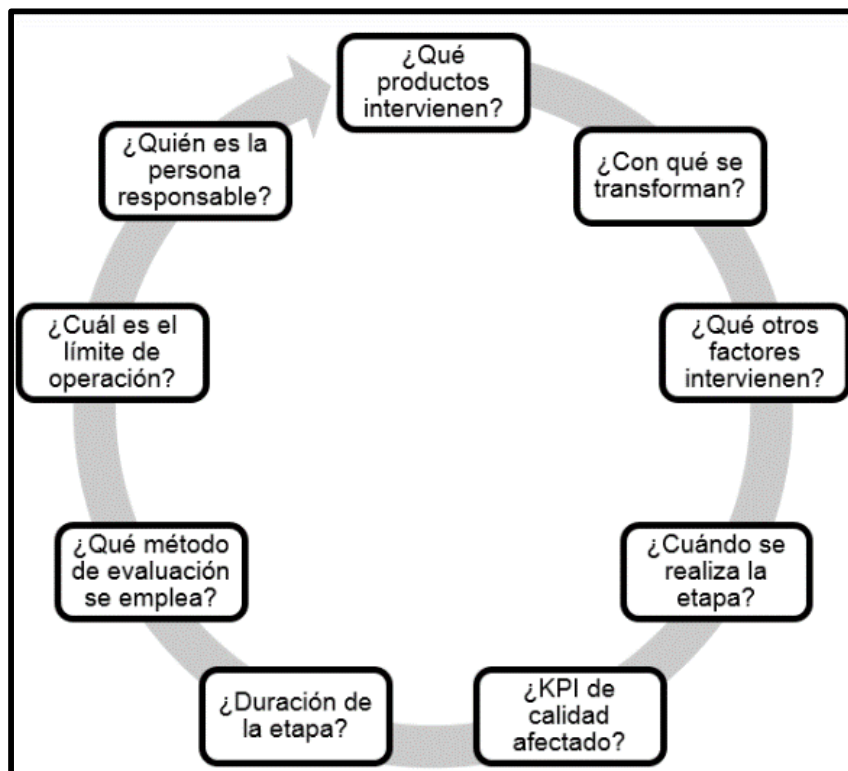 ¿Qué
productos
intervienen?
¿Con qué se
transforman?
¿Qué otros
factores
intervienen?
¿Cuándo se
realiza la
etapa?
¿KPI de
calidad
afectado?
¿Duración de
la etapa?
¿Qué método
de evaluación
se emplea?
¿Cuál es el
límite de
operación?
¿Quién es la
persona
responsable?